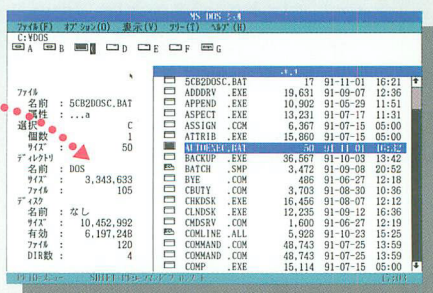 MS-DOS シェル
ファイル(F) オプション(O) 表示(V) ツリー(T) ヘルプ(H)
C:¥DOS
A B C D E F G
ファイル
名前 : 5CB2DOSC.BAT
属性 : ...a
選択 C
個数 : 1
サイズ : 50
ディレクトリ
名前 : DOS
サイズ : 3,343,633
ファイル : 105
ディスク
名前 : なし
サイズ : 10,452,992
有効 : 6,197,248
ファイル : 120
DIR数 : 4
*.*
5CB2DOSC.BAT 17 91-11-01 16:21
ADDDRV .EXE 19,631 91-09-07 12:36
APPEND .EXE 10,902 91-05-29 11:51
ASPECT .EXE 13,231 91-07-17 11:31
ASSIGN .COM 6,367 91-07-15 05:00
ATTRIB .EXE 15,860 91-07-15 05:00
AUTOEXEC.BAT 50 91-11-01 16:32
BACKUP .EXE 36,567 91-10-03 13:42
BATCH .SMP 3,472 91-09-08 20:52
BYE .COM 486 91-06-27 12:18
CBUTY .COM 3,703 91-08-30 10:36
CHKDSK .EXE 16,456 91-08-07 12:12
CLNDSK .EXE 12,235 91-09-12 16:36
CMDSRV .COM 1,600 91-06-27 12:19
COMLINE .ALL 5,928 91-10-23 15:25
COMMAND .COM 48,743 91-07-25 13:59
COMMAND .COM 48,743 91-07-25 13:59
COMP .EXE 15,114 91-07-15 05:00